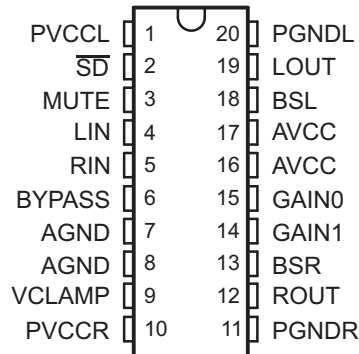 PVCCL 1 20 PGNDL
SD 2 19 LOUT
MUTE 3 18 BSL
LIN 4 17 AVCC
RIN 5 16 AVCC
BYPASS 6 15 GAIN0
AGND 7 14 GAIN1
AGND 8 13 BSR
VCLAMP 9 12 ROUT
PVCCR 10 11 PGNDR